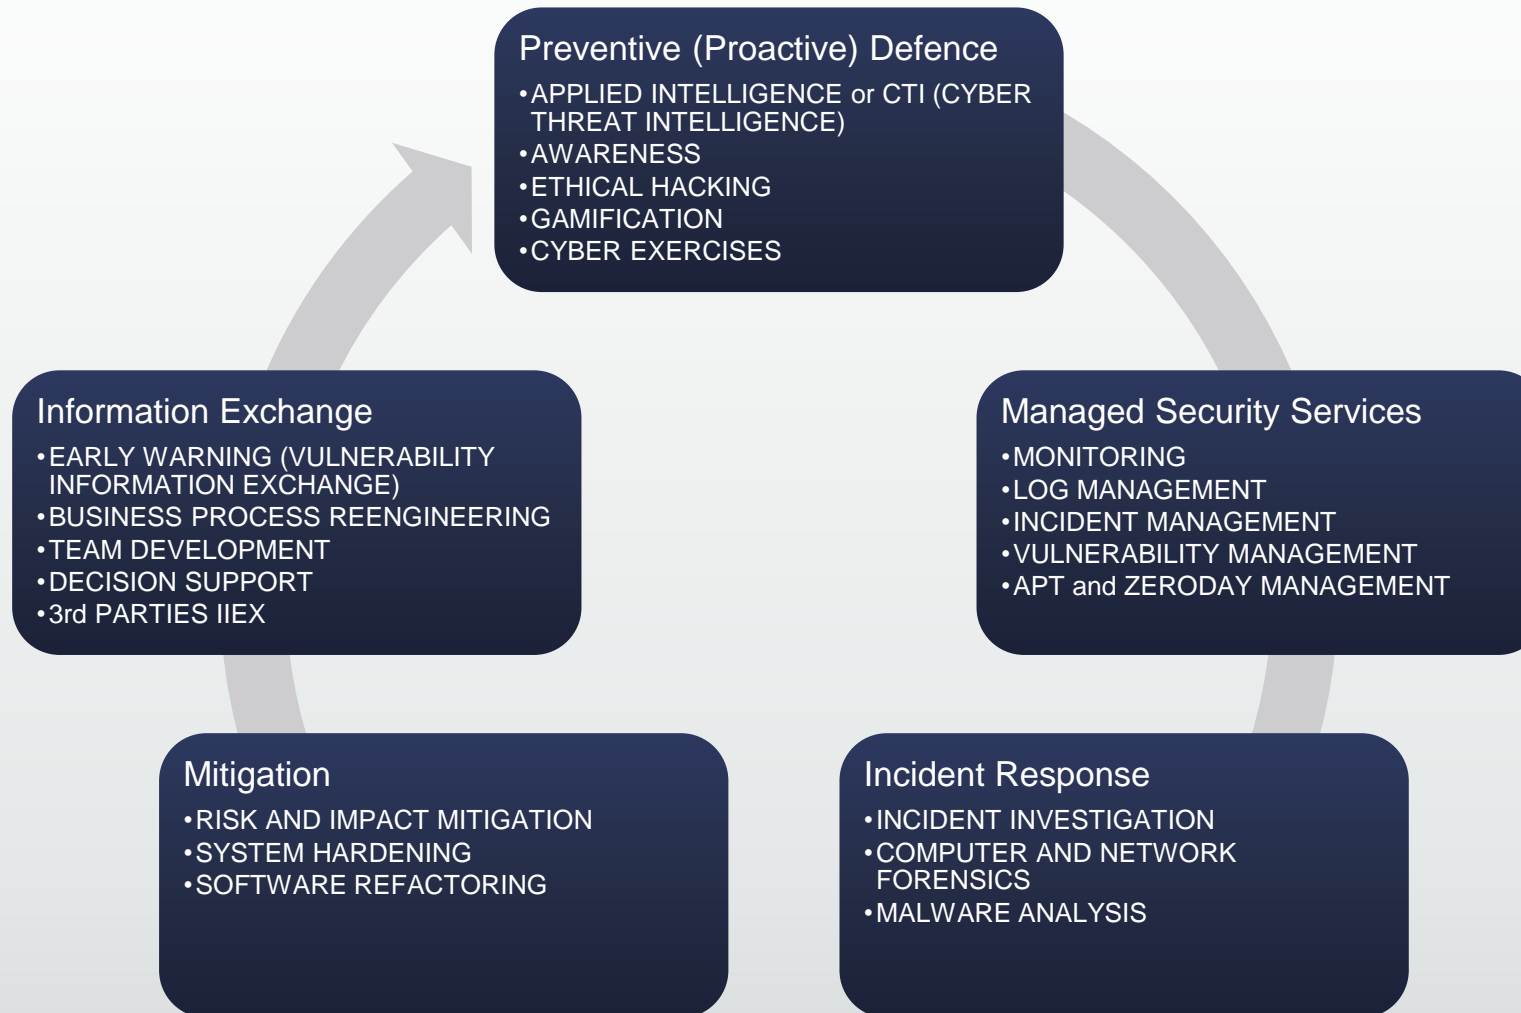 Preventive (Proactive) Defence
•APPLIED INTELLIGENCE or CTI (CYBER
THREAT INTELLIGENCE)
•AWARENESS
•ETHICAL HACKING
•GAMIFICATION
•CYBER EXERCISES
Managed Security Services
•MONITORING
•LOG MANAGEMENT
•INCIDENT MANAGEMENT
•VULNERABILITY MANAGEMENT
•APT and ZERODAY MANAGEMENT
Incident Response
•INCIDENT INVESTIGATION
•COMPUTER AND NETWORK
FORENSICS
•MALWARE ANALYSIS
Mitigation
•RISK AND IMPACT MITIGATION
•SYSTEM HARDENING
•SOFTWARE REFACTORING
Information Exchange
•EARLY WARNING (VULNERABILITY
INFORMATION EXCHANGE)
•BUSINESS PROCESS REENGINEERING
•TEAM DEVELOPMENT
•DECISION SUPPORT
•3rd PARTIES IIEX